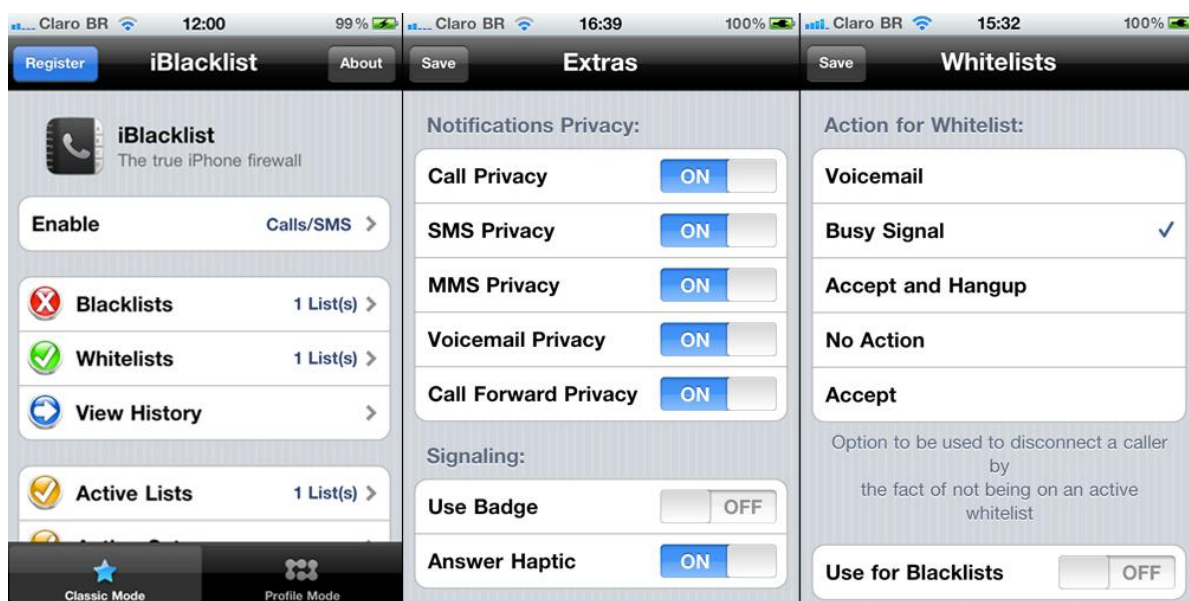 Claro BR 12:00 99%
Register iBlacklist About
iBlacklist
The true iPhone firewall
Enable Calls/SMS
Blacklists 1 List(s)
Whitelists 1 List(s)
View History
Active Lists 1 List(s)
Classic Mode Profile Mode
Claro BR 16:39 100%
Save Extras
Notifications Privacy:
Call Privacy ON
SMS Privacy ON
MMS Privacy ON
Voicemail Privacy ON
Call Forward Privacy ON
Signaling:
Use Badge OFF
Answer Haptic ON
Claro BR 15:32 100%
Save Whitelists
Action for Whitelist:
Voicemail
Busy Signal
Accept and Hangup
No Action
Accept
Option to be used to disconnect a caller
by
the fact of not being on an active
whitelist
Use for Blacklists OFF